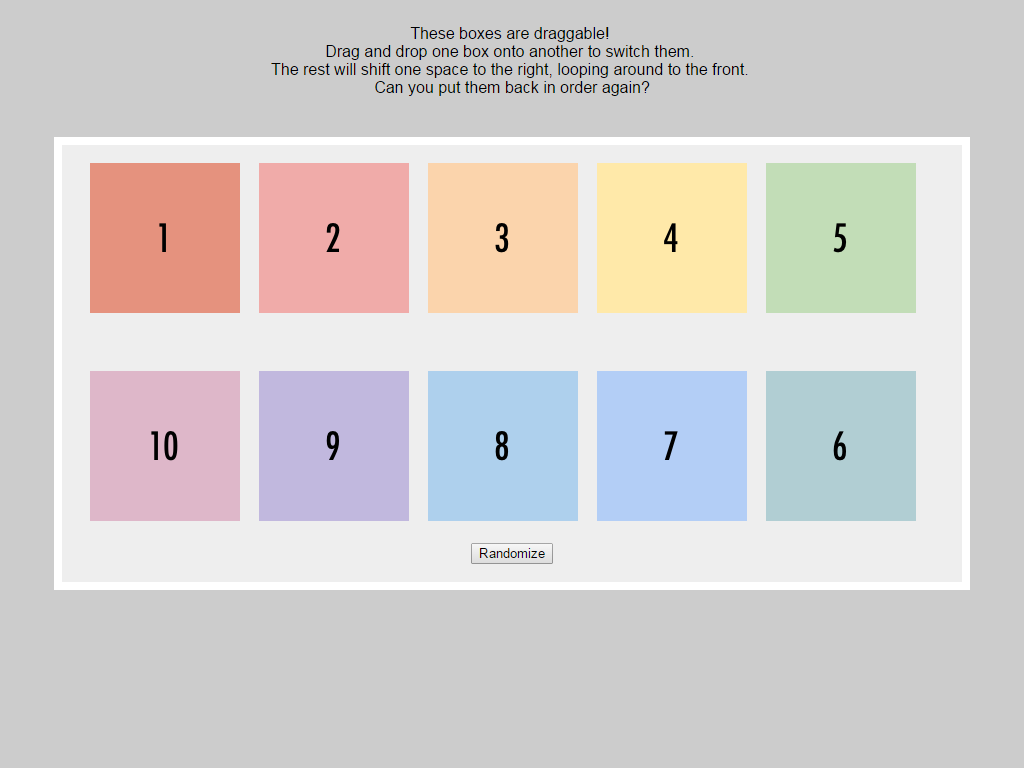 These boxes are draggable!
Drag and drop one box onto another to switch them.
The rest will shift one space to the right, looping around to the front.
Can you put them back in order again?
1 2 3 4 5
10 9 8 7 6
Randomize